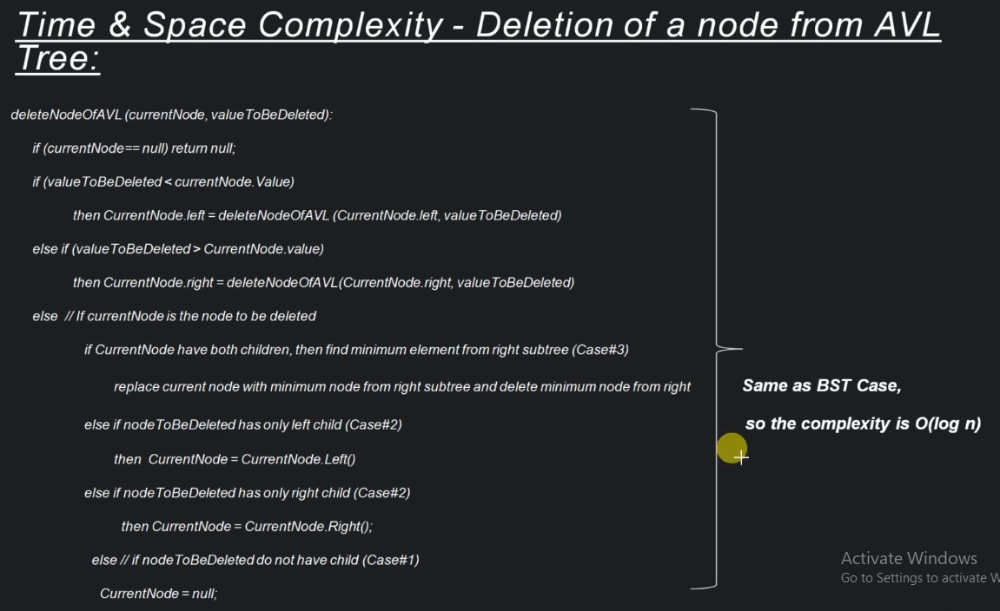 Time & Space Complexity - Deletion of a node from AVL
Tree:
deleteNodeOfAVL (currentNode, valueToBeDeleted):
if (currentNode== null) return null;
if (valueToBeDeleted < currentNode.Value)
then CurrentNode.left = deleteNodeOfAVL (CurrentNode.left, valueToBeDeleted)
else if (valueToBeDeleted > CurrentNode.value)
then CurrentNode.right = deleteNodeOfAVL(CurrentNode.right, valueToBeDeleted)
else // If currentNode is the node to be deleted
if CurrentNode have both children, then find minimum element from right subtree (Case#3)
replace current node with minimum node from right subtree and delete minimum node from right
else if nodeToBeDeleted has only left child (Case#2)
then CurrentNode = CurrentNode.Left()
else if nodeToBeDeleted has only right child (Case#2)
then CurrentNode = CurrentNode.Right();
else // if nodeToBeDeleted do not have child (Case#1)
CurrentNode = null;
Same as BST Case,
so the complexity is O(log n)
Activate Windows
Go to Settings to activate W